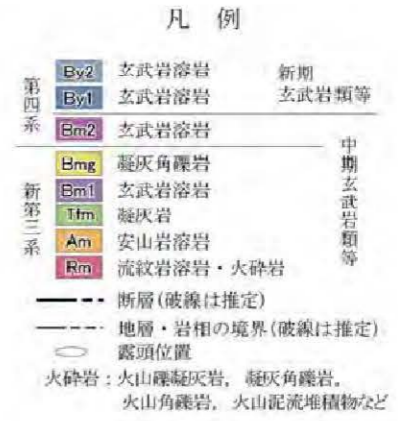 凡 例
第四系
By2 玄武岩溶岩 新期
By1 玄武岩溶岩 玄武岩類等
Bm2 玄武岩溶岩
新第三系
Bmg 凝灰角礫岩
Bm1 玄武岩溶岩
Tfm 凝灰岩
Am 安山岩溶岩
Rm 流紋岩溶岩・火砕岩
中期玄武岩類等
断層(破線は推定)
地層・岩相の境界(破線は推定)
露頭位置
火砕岩：火山礫凝灰岩，凝灰角礫岩，
火山角礫岩，火山泥流堆積物など